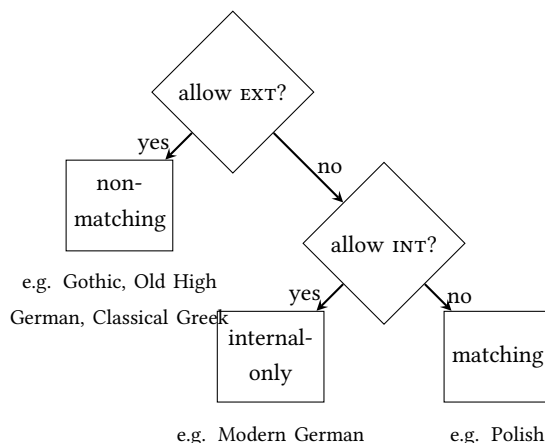 allow EXT?
yes
no
non-
matching
allow INT?
e.g. Gothic, Old High
German, Classical Greek
yes
no
internal-
only
matching
e.g. Modern German
e.g. Polish